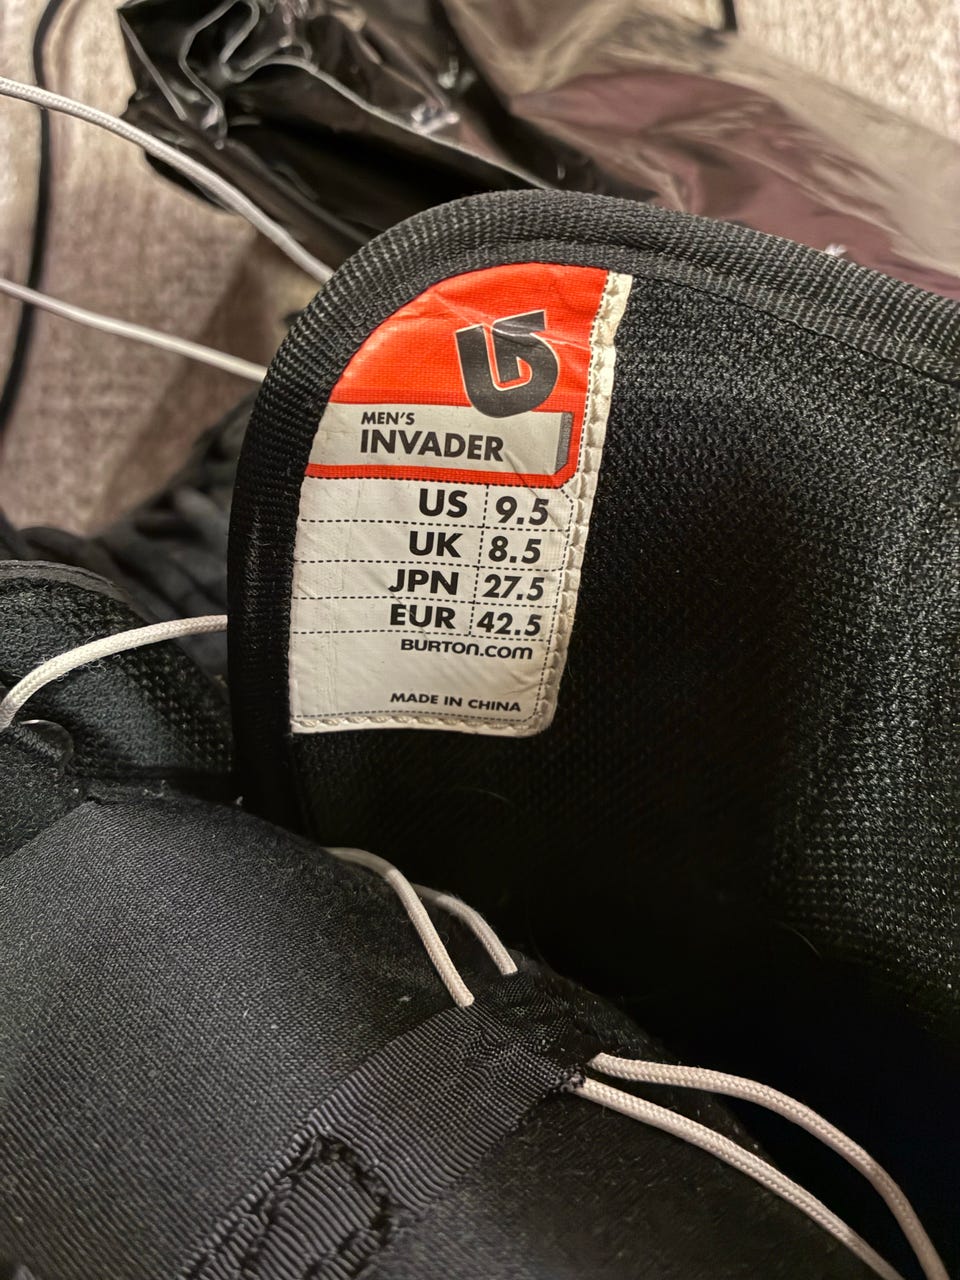 MEN'S
INVADER
US 9.5
UK 8.5
JPN 27.5
EUR 42.5
BURTON.COM
MADE IN CHINA